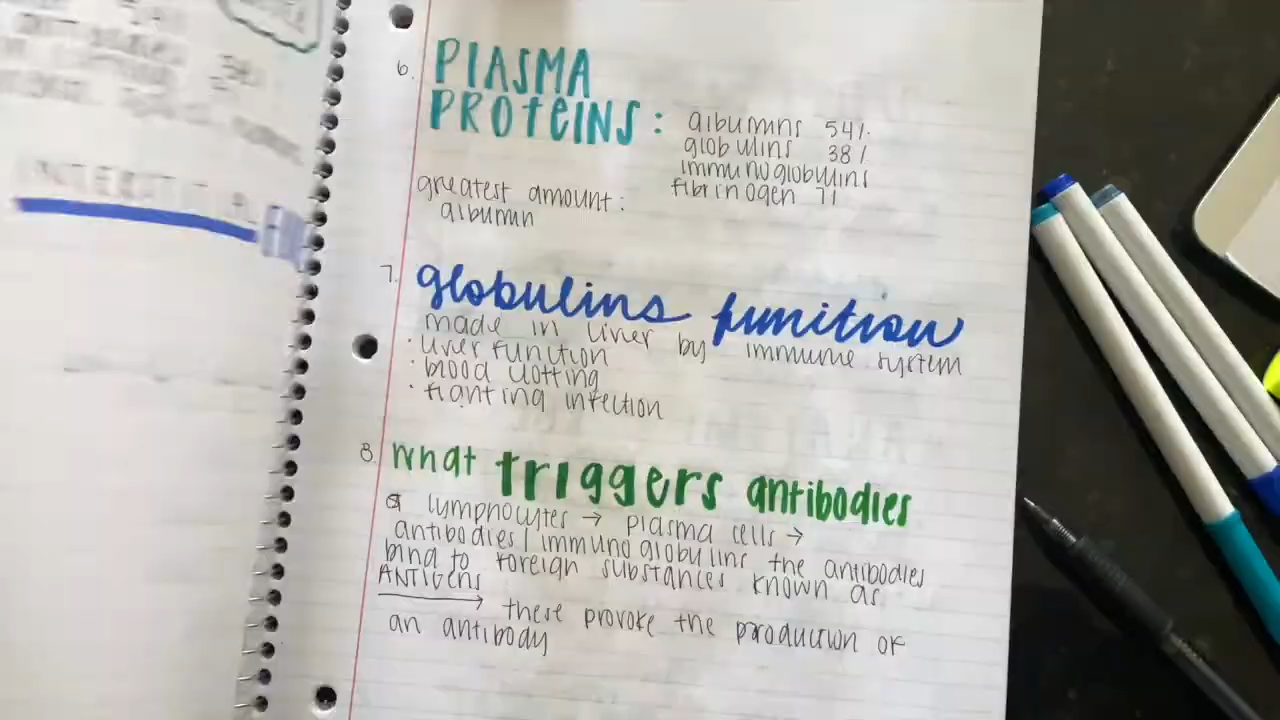 INTERSTITIAL
6. PLASMA
PROTEINS:
albumins 54%
globulins 38%
immunoglobulins
fibrinogen 7%
greatest amount:
albumin
7. globulins funition
made in liver by immune system
· liver function
· blood clotting
· fighting infection
8. what triggers antibodies
lymphocytes → plasma cells →
antibodies / immunoglobulins the antibodies
bind to foreign substances known as
ANTIGENS
→ these provoke the production of
an antibody